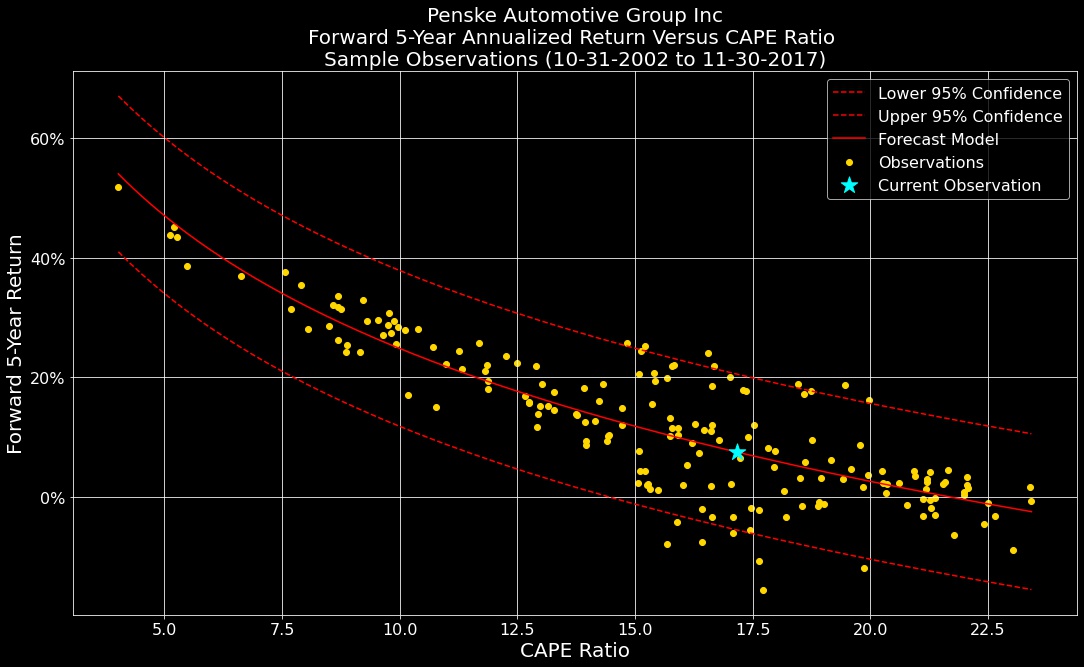 Penske Automotive Group Inc
Forward 5-Year Annualized Return Versus CAPE Ratio
Sample Observations (10-31-2002 to 11-30-2017)
Lower 95% Confidence
Upper 95% Confidence
Forecast Model
Observations
Current Observation
Forward 5-Year Return
60%
40%
20%
0%
5.0 7.5 10.0 12.5 15.0 17.5 20.0 22.5
CAPE Ratio